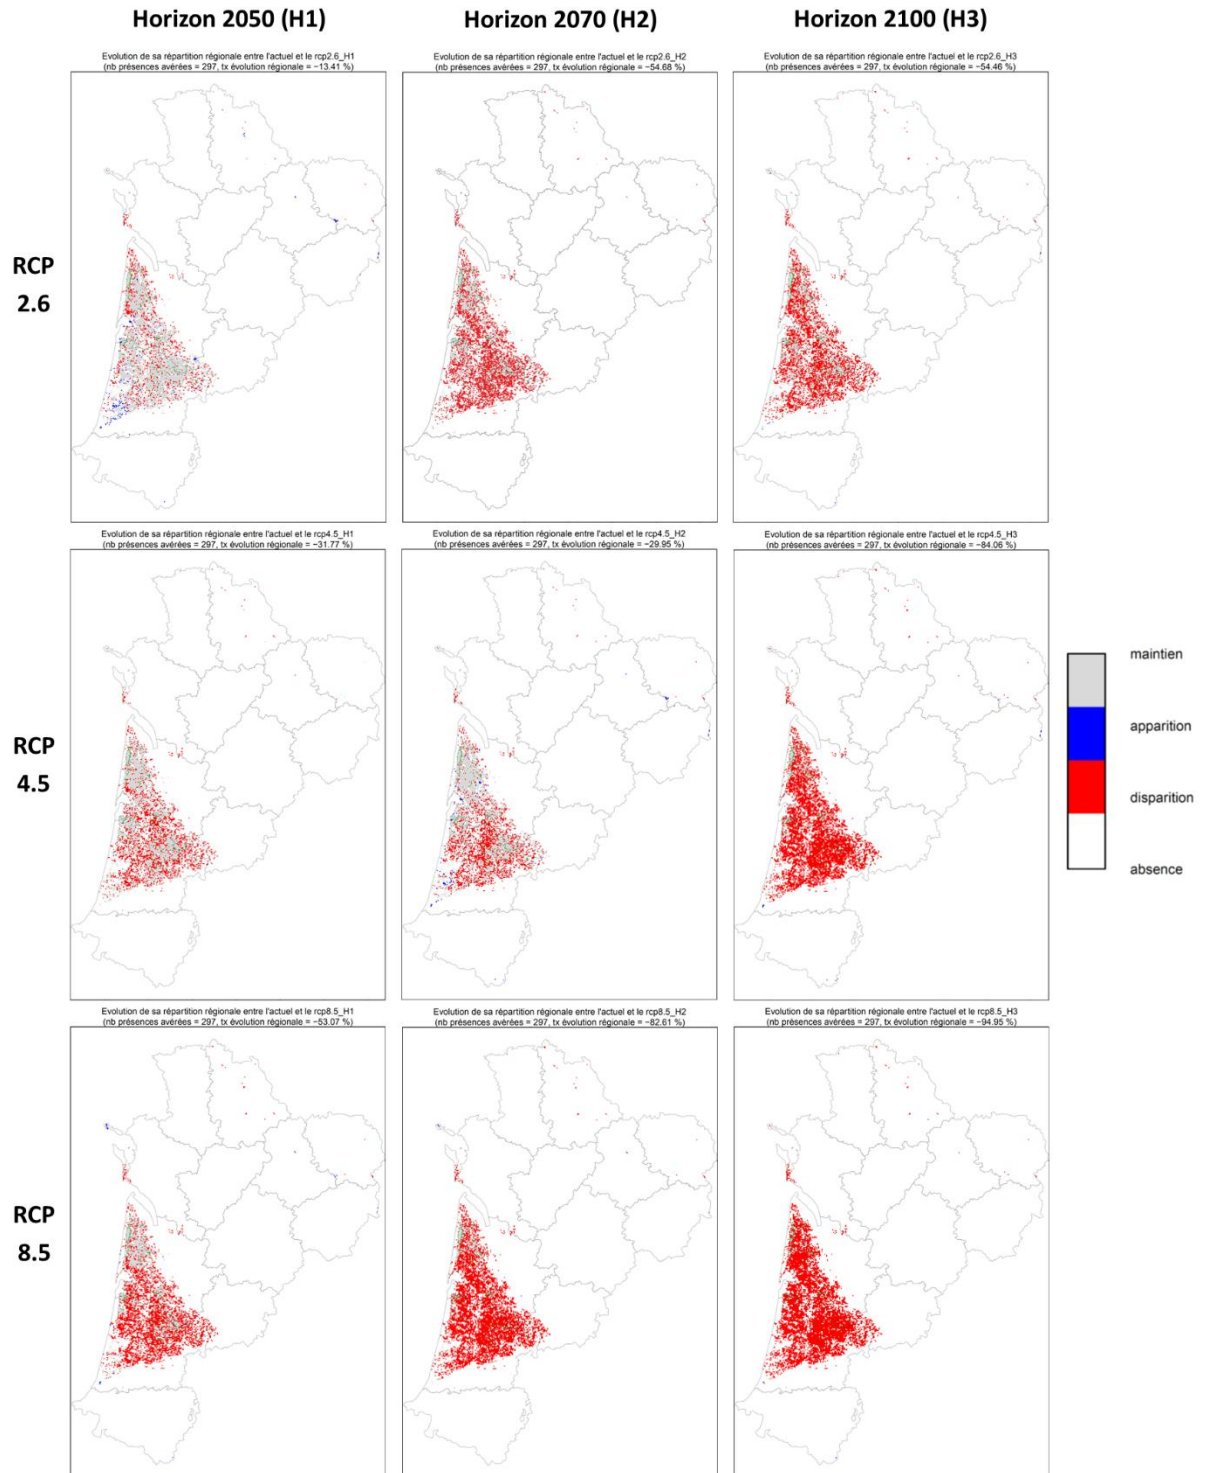 Horizon 2050 (H1)
Horizon 2070 (H2)
Horizon 2100 (H3)
Evolution de sa répartition régionale entre l'actuel et le rcp2.6_H1
(nb présences avérées = 297, tx évolution régionale = −13.41 %)
Evolution de sa répartition régionale entre l'actuel et le rcp2.6_H2
(nb présences avérées = 297, tx évolution régionale = −54.68 %)
Evolution de sa répartition régionale entre l'actuel et le rcp2.6_H3
(nb présences avérées = 297, tx évolution régionale = −54.46 %)
RCP
2.6
Evolution de sa répartition régionale entre l'actuel et le rcp4.5_H1
(nb présences avérées = 297, tx évolution régionale = −31.77 %)
Evolution de sa répartition régionale entre l'actuel et le rcp4.5_H2
(nb présences avérées = 297, tx évolution régionale = −29.95 %)
Evolution de sa répartition régionale entre l'actuel et le rcp4.5_H3
(nb présences avérées = 297, tx évolution régionale = −84.06 %)
RCP
4.5
maintien
apparition
disparition
absence
Evolution de sa répartition régionale entre l'actuel et le rcp8.5_H1
(nb présences avérées = 297, tx évolution régionale = −53.07 %)
Evolution de sa répartition régionale entre l'actuel et le rcp8.5_H2
(nb présences avérées = 297, tx évolution régionale = −82.61 %)
Evolution de sa répartition régionale entre l'actuel et le rcp8.5_H3
(nb présences avérées = 297, tx évolution régionale = −94.95 %)
RCP
8.5